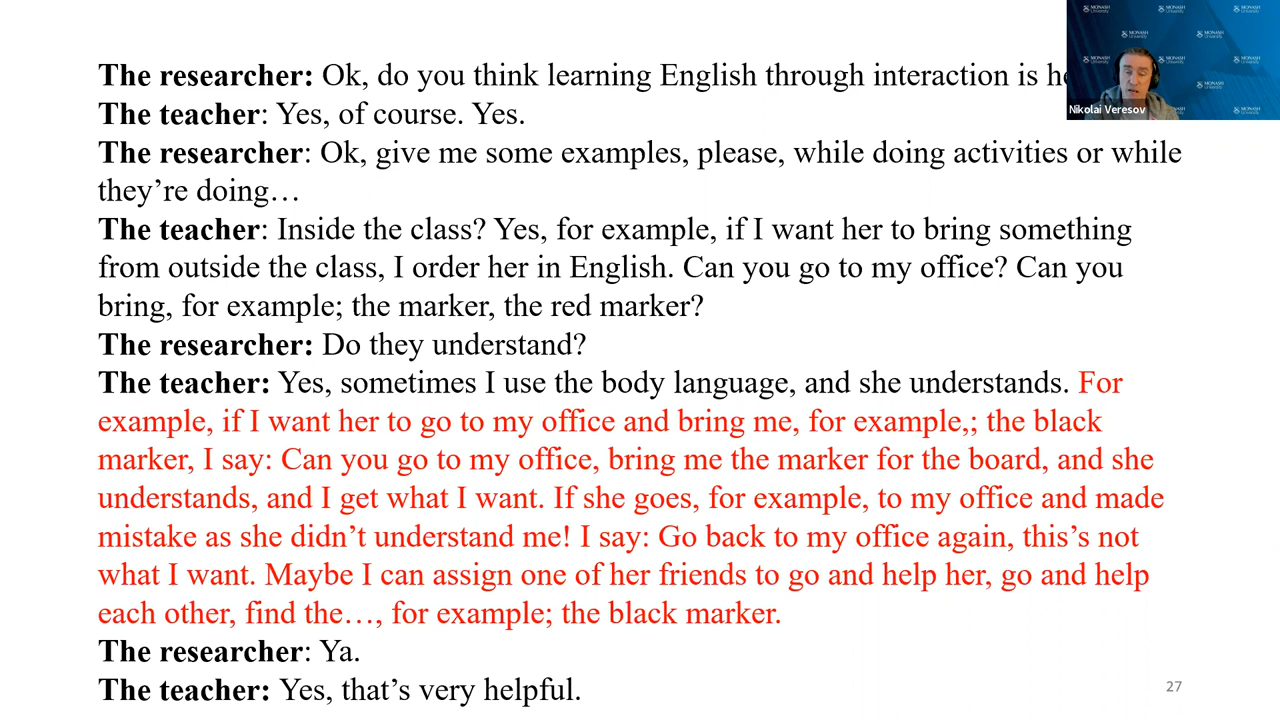 The researcher: Ok, do you think learning English through interaction is
The teacher: Yes, of course. Yes.
The researcher: Ok, give me some examples, please, while doing activities or while
they’re doing…
The teacher: Inside the class? Yes, for example, if I want her to bring something
from outside the class, I order her in English. Can you go to my office? Can you
bring, for example; the marker, the red marker?
The researcher: Do they understand?
The teacher: Yes, sometimes I use the body language, and she understands. For
example, if I want her to go to my office and bring me, for example,; the black
marker, I say: Can you go to my office, bring me the marker for the board, and she
understands, and I get what I want. If she goes, for example, to my office and made
mistake as she didn’t understand me! I say: Go back to my office again, this’s not
what I want. Maybe I can assign one of her friends to go and help her, go and help
each other, find the…, for example; the black marker.
The researcher: Ya.
The teacher: Yes, that’s very helpful.
27
MONASH University
Nikolai Veresov